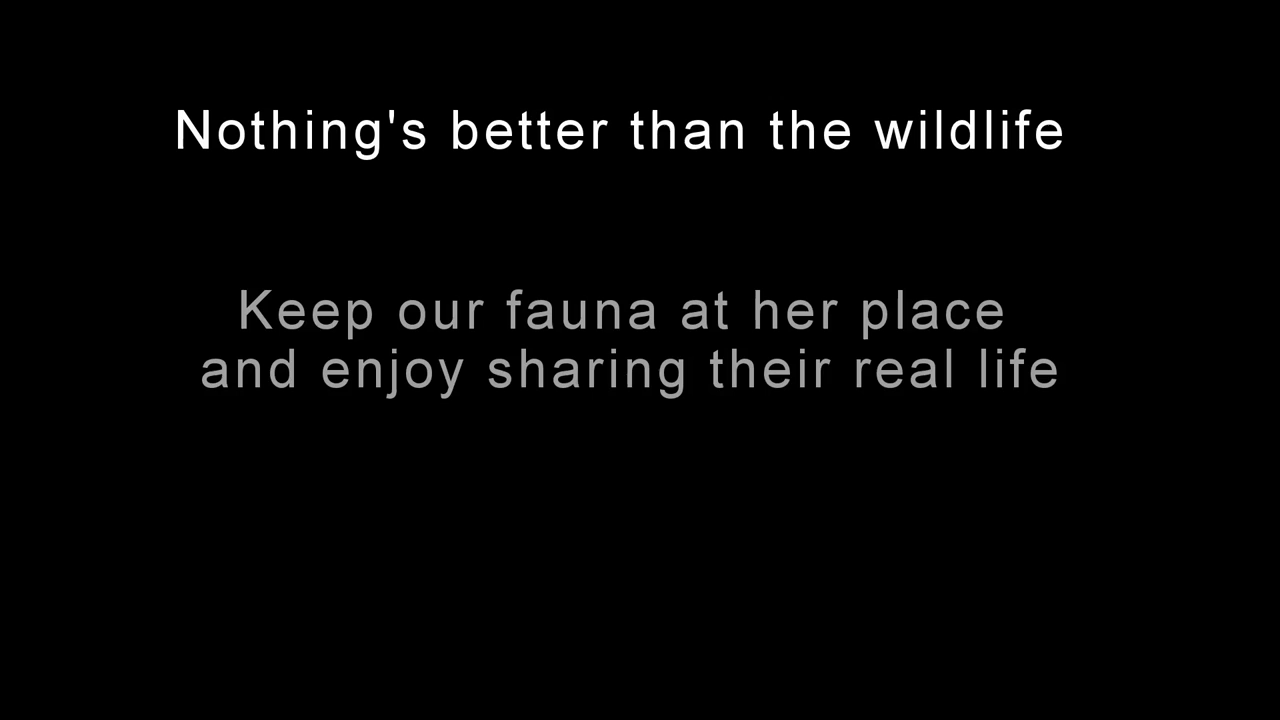 Nothing's better than the wildlife
Keep our fauna at her place
and enjoy sharing their real life